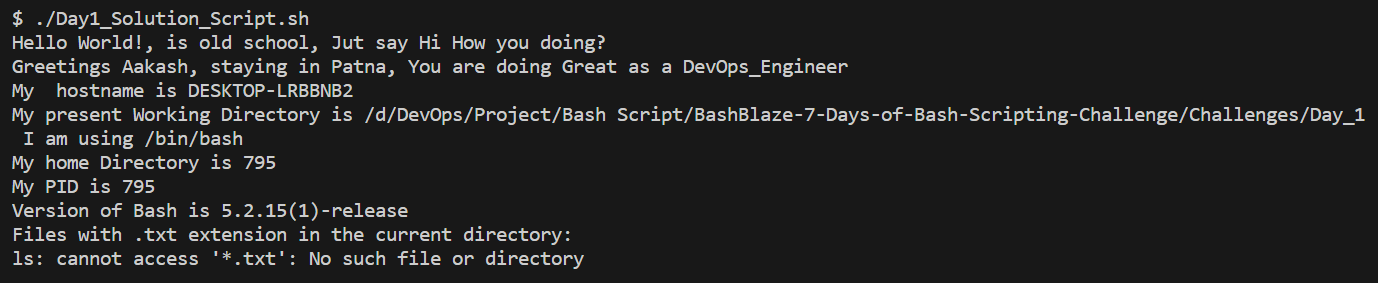 $ ./Day1_Solution_Script.sh
Hello World!, is old school, Jut say Hi How you doing?
Greetings Aakash, staying in Patna, You are doing Great as a DevOps_Engineer
My  hostname is DESKTOP-LRBBNB2
My present Working Directory is /d/DevOps/Project/Bash Script/BashBlaze-7-Days-of-Bash-Scripting-Challenge/Challenges/Day_1
 I am using /bin/bash
My home Directory is 795
My PID is 795
Version of Bash is 5.2.15(1)-release
Files with .txt extension in the current directory:
ls: cannot access '*.txt': No such file or directory